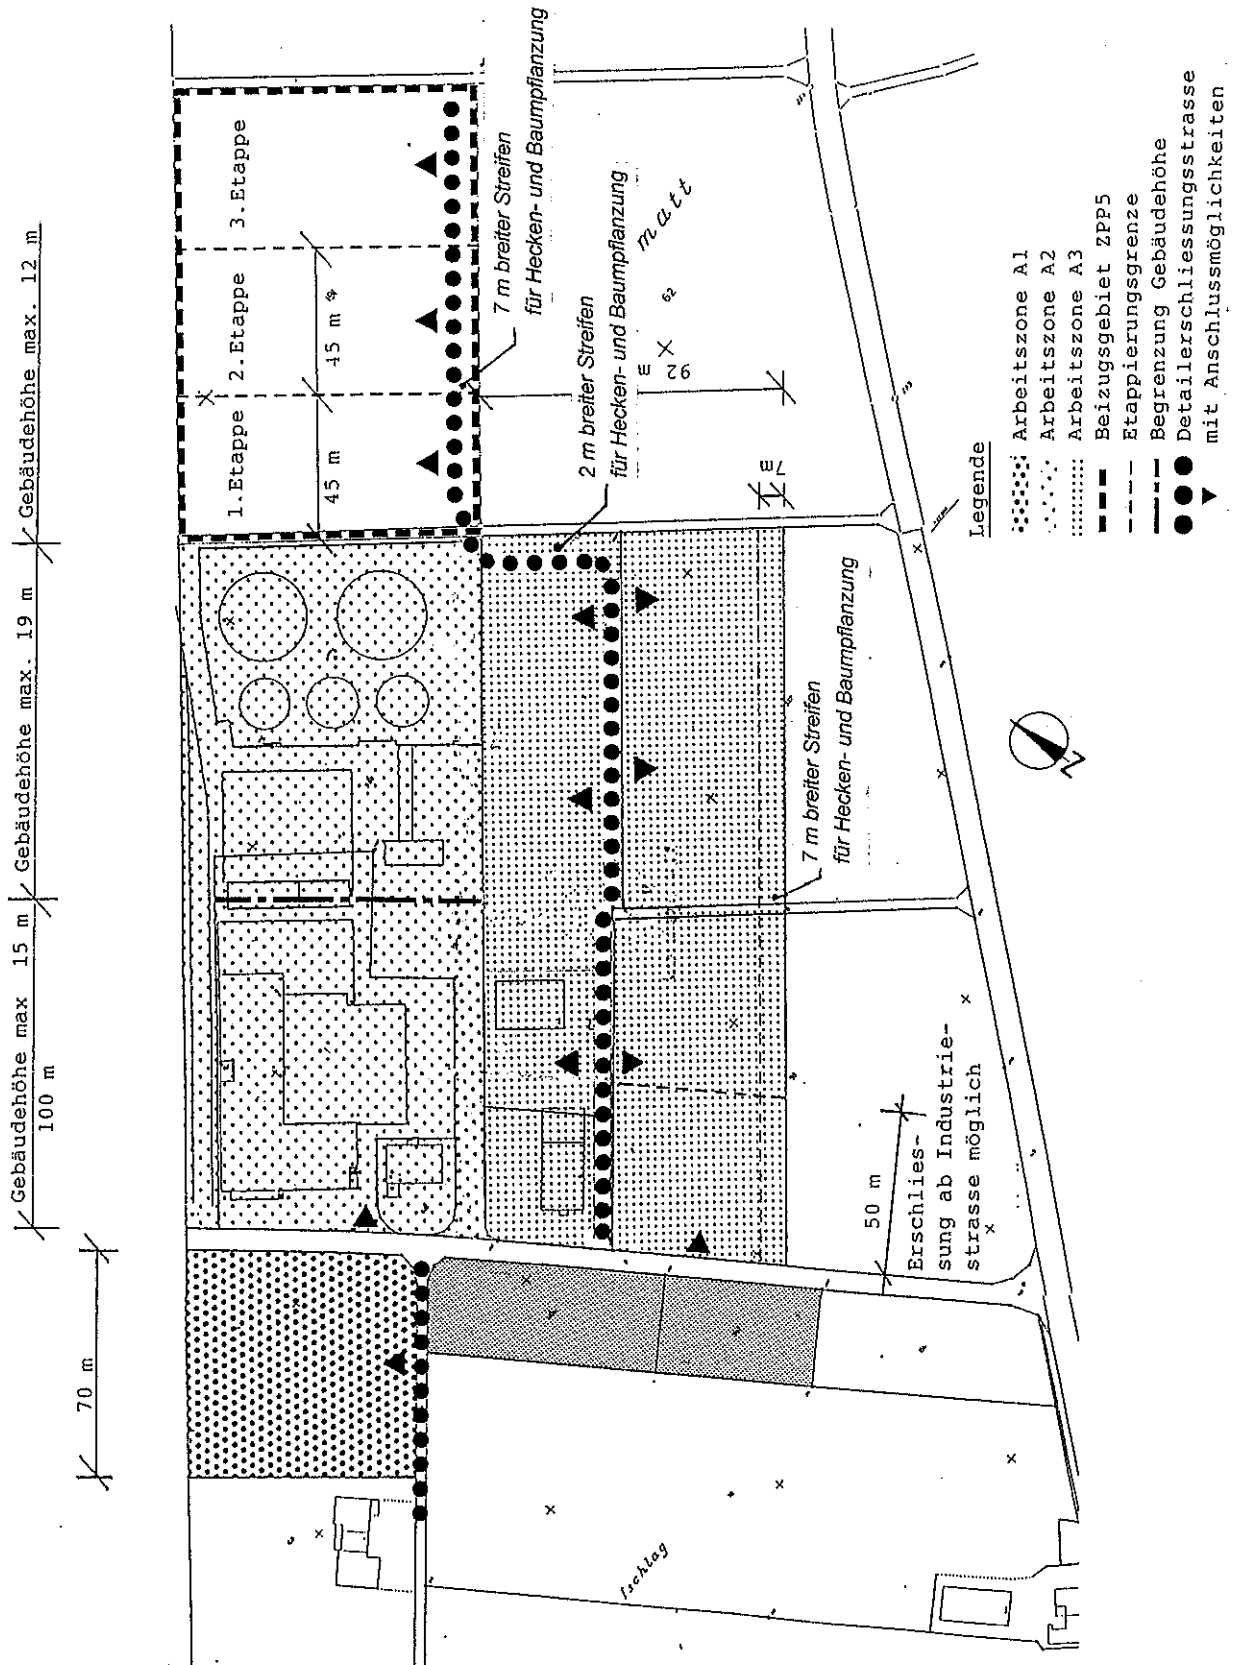 Gebäudehöhe max 15 m
Gebäudehöhe max. 19 m
Gebäudehöhe max. 12 m
100 m
70 m
1.Etappe
2.Etappe
3.Etappe
45 m
45 m
7 m breiter Streifen
für Hecken- und Baumpflanzung
2 m breiter Streifen
für Hecken- und Baumpflanzung
matt
62
92 m
7m
7 m breiter Streifen
für Hecken- und Baumpflanzung
50 m
Erschlies-
sung ab Industrie-
strasse möglich
schlag
Legende
Arbeitszone A1
Arbeitszone A2
Arbeitszone A3
Beizugsgebiet ZPP5
Etappierungsgrenze
Begrenzung Gebäudehöhe
Detailerschliessungsstrasse
mit Anschlussmöglichkeiten